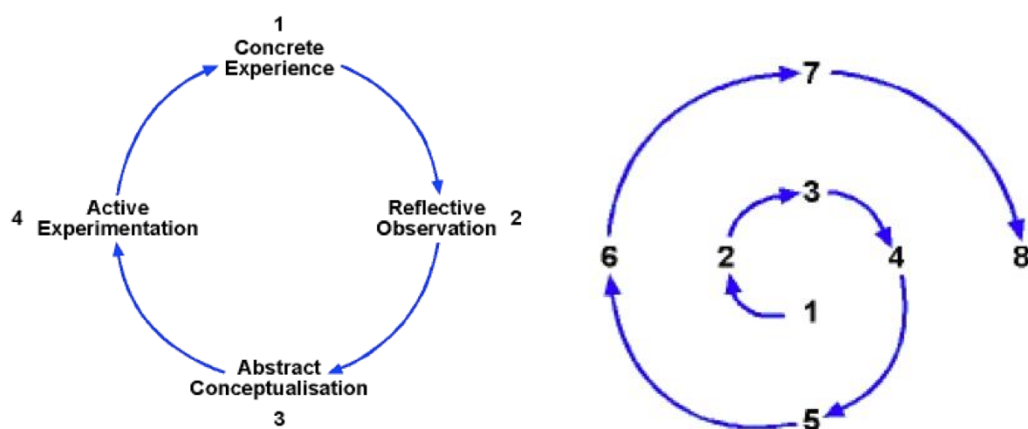 1
Concrete
Experience
Reflective
Observation 2
Abstract
Conceptualisation
3
4 Active
Experimentation
7
3
6 2 4 8
1
5